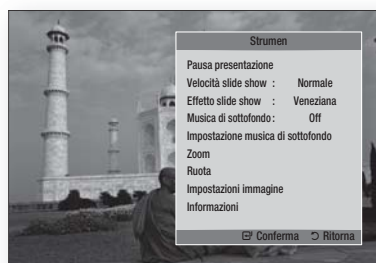 Strumen
Pausa presentazione
Velocità slide show : Normale
Effetto slide show : Veneziana
Musica di sottofondo : Off
Impostazione musica di sottofondo
Zoom
Ruota
Impostazioni immagine
Informazioni
Conferma Ritorna